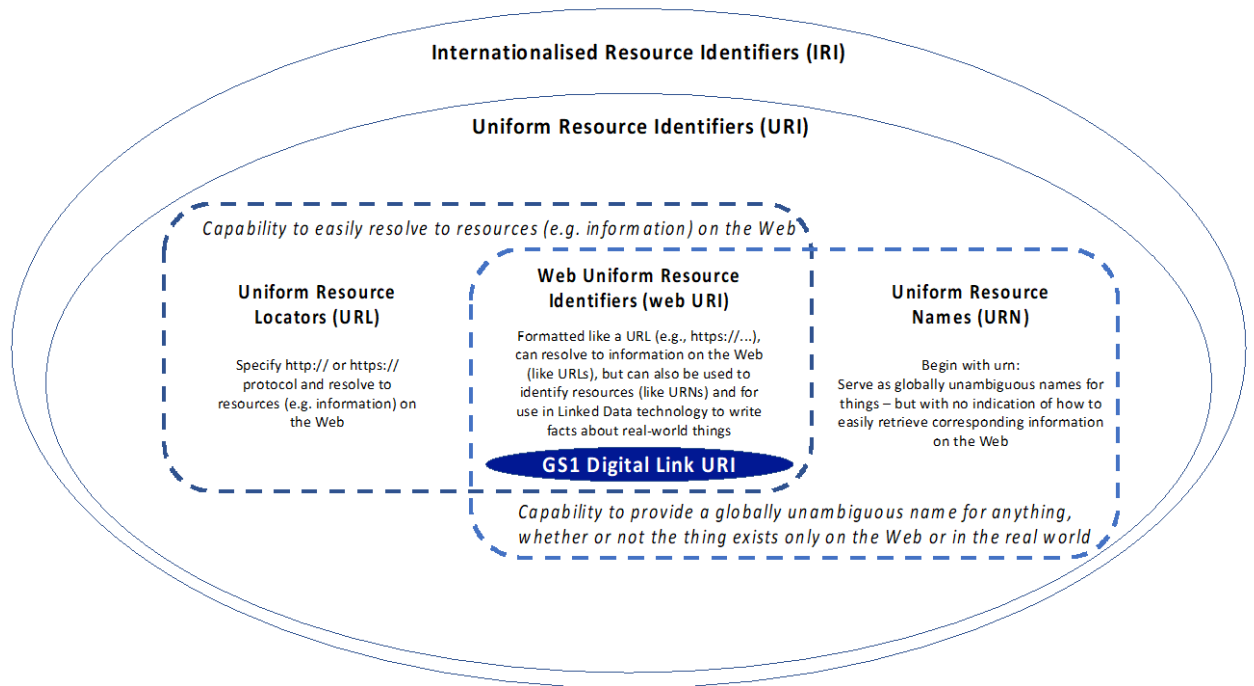 Internationalised Resource Identifiers (IRI)
Uniform Resource Identifiers (URI)
Capability to easily resolve to resources (e.g. information) on the Web
Uniform Resource
Locators (URL)
Specify http:// or https://
protocol and resolve to
resources (e.g. information) on
the Web
Web Uniform Resource
Identifiers (web URI)
Formatted like a URL (e.g., https://...),
can resolve to information on the Web
(like URLs), but can also be used to
identify resources (like URNs) and for
use in Linked Data technology to write
facts about real-world things
GS1 Digital Link URI
Uniform Resource
Names (URN)
Begin with urn:
Serve as globally unambiguous names for
things – but with no indication of how to
easily retrieve corresponding information
on the Web
Capability to provide a globally unambiguous name for anything,
whether or not the thing exists only on the Web or in the real world